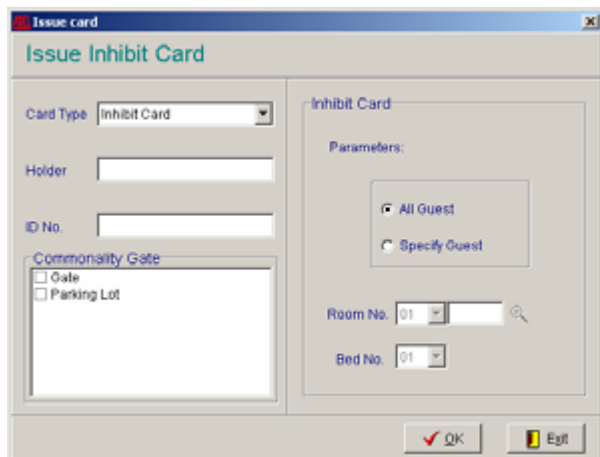 Issue card
Issue Inhibit Card
Card Type Inhibit Card
Holder
ID No.
Commonality Gate
Gate
Parking Lot
Inhibit Card
Parameters:
All Guest
Specify Guest
Room No. 01
Bed No. 01
OK
Exit